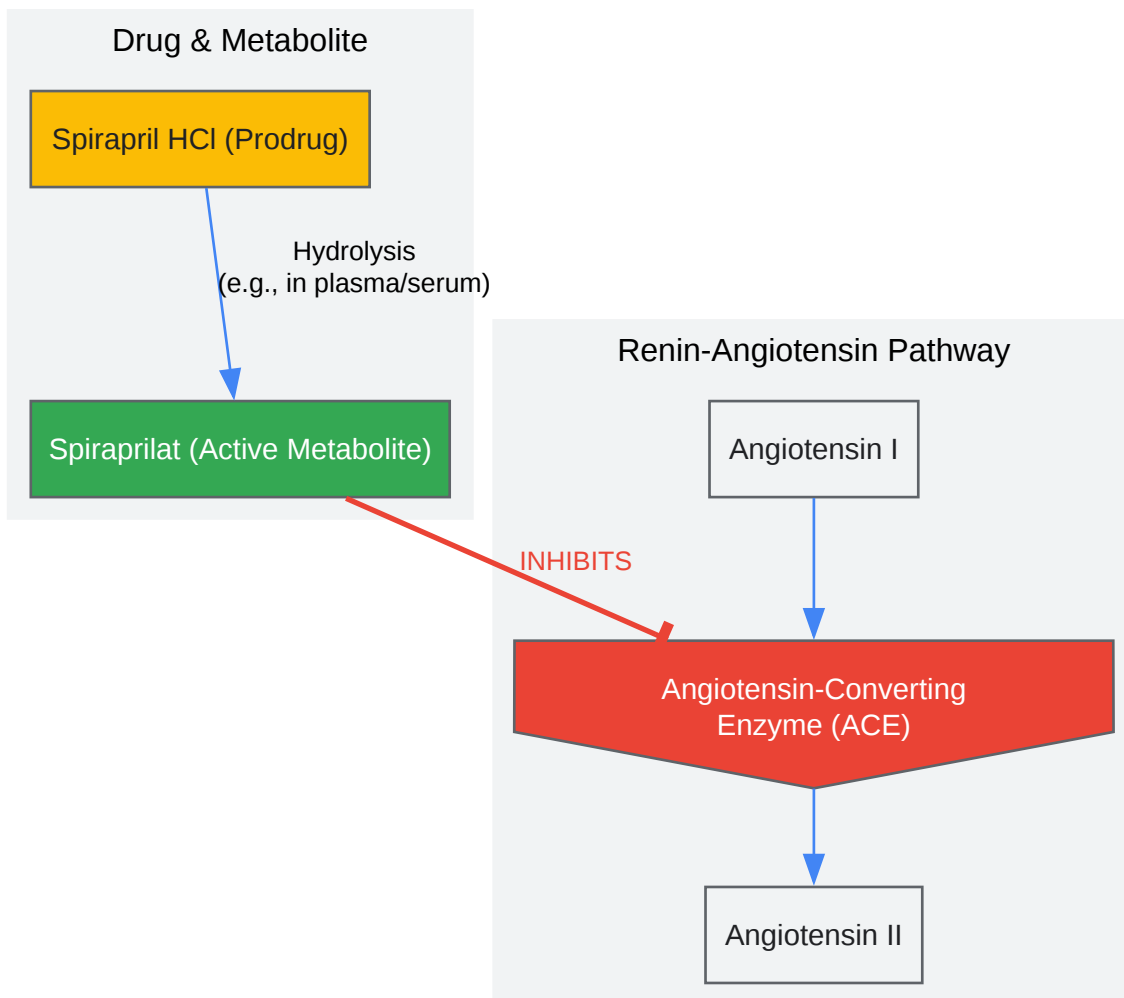 Drug & Metabolite
Spirapril HCl (Prodrug)
Hydrolysis
(e.g., in plasma/serum)
Spiraprilat (Active Metabolite)
Renin-Angiotensin Pathway
Angiotensin I
INHIBITS
Angiotensin-Converting
Enzyme (ACE)
Angiotensin II